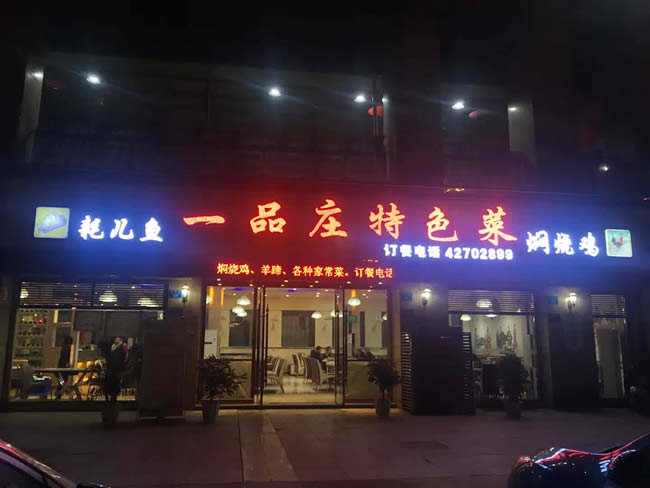 耗儿鱼
一品庄特色菜
订餐电话 42702899
焖烧鸡
焖烧鸡、羊蹄、各种家常菜。订餐电话